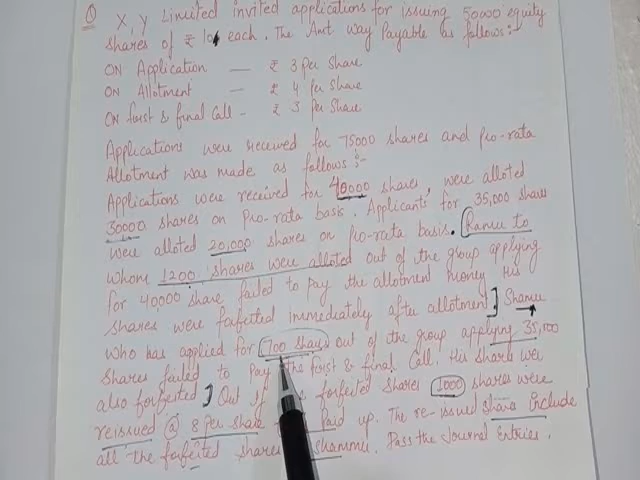 Q X, Y Limited invited applications for issuing 50000 equity
shares of ₹ 10 each. The Amt way Payable as follows:-
ON Application — ₹ 3 per Share
ON Allotment — ₹ 4 per Share
ON first & final Call - ₹ 3 per Share
Applications were received for 75000 shares and pro-rata
Allotment was made as follows:-
Applications were received for 40000 shares, were alloted
30000 shares on pro-rata basis. Applicants for 35,000 share
were alloted 20,000 shares on pro-rata basis. Ramu to
whom 1200 shares were alloted out of the group applying
for 40,000 share failed to pay the allotment money His
shares were forfeited immediately after allotment] Shamu
who has applied for 700 shares out of the group applying 35,000
shares failed to Pay the first & final Call. His share wer
also forfeited] Out of forfeited shares 1000 shares were
reissued @ 8 per share paid up. The re-issued share Include
all the forfeited shares Shammu. Pass the Journal Entries.